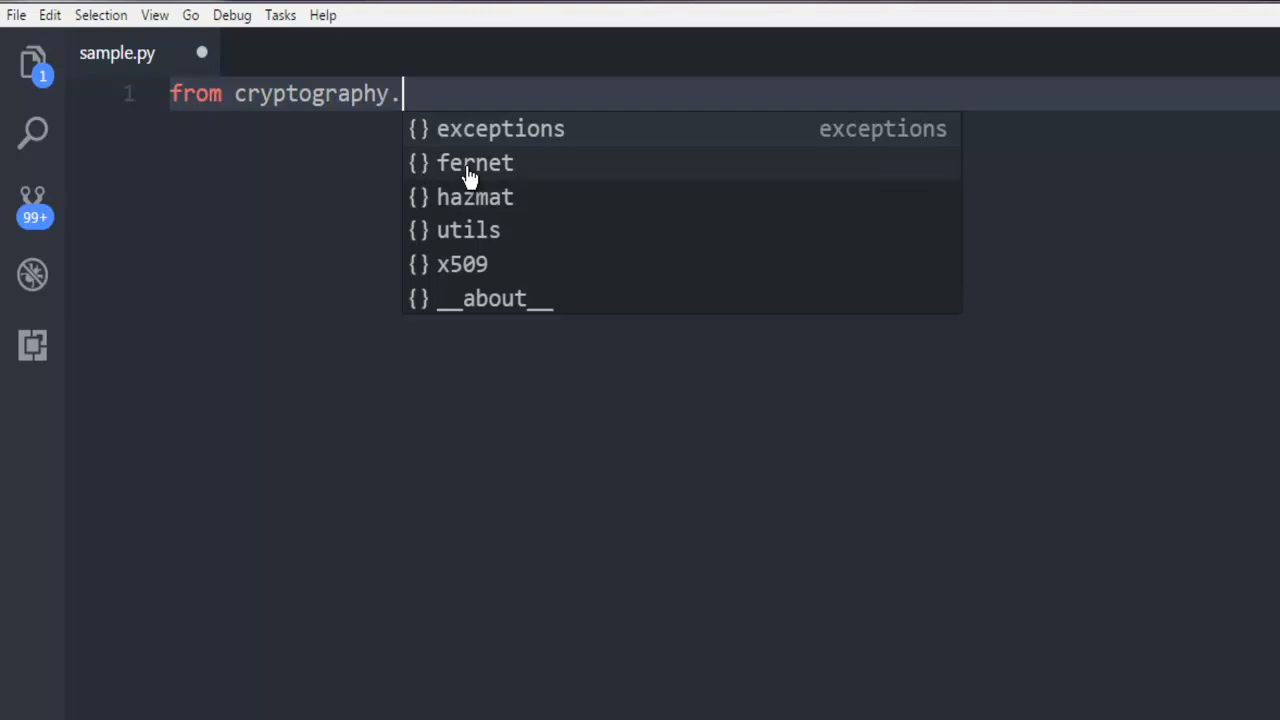 File Edit Selection View Go Debug Tasks Help
sample.py
1
1 from cryptography.
{} exceptions exceptions
{} fernet
{} hazmat
99+
{} utils
{} x509
{} __about__